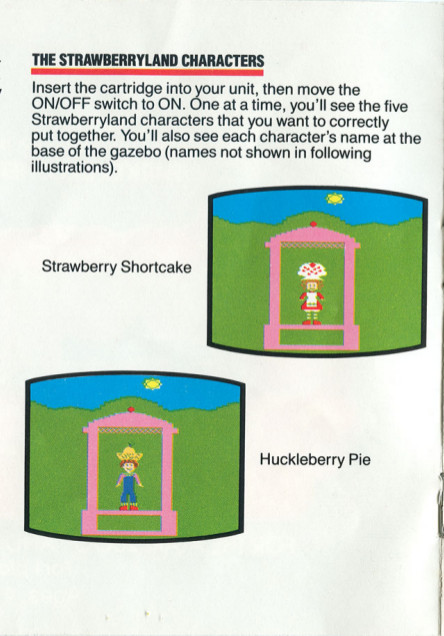 THE STRAWBERRYLAND CHARACTERS
Insert the cartridge into your unit, then move the
ON/OFF switch to ON. One at a time, you'll see the five
Strawberryland characters that you want to correctly
put together. You'll also see each character's name at the
base of the gazebo (names not shown in following
illustrations).
Strawberry Shortcake
Huckleberry Pie